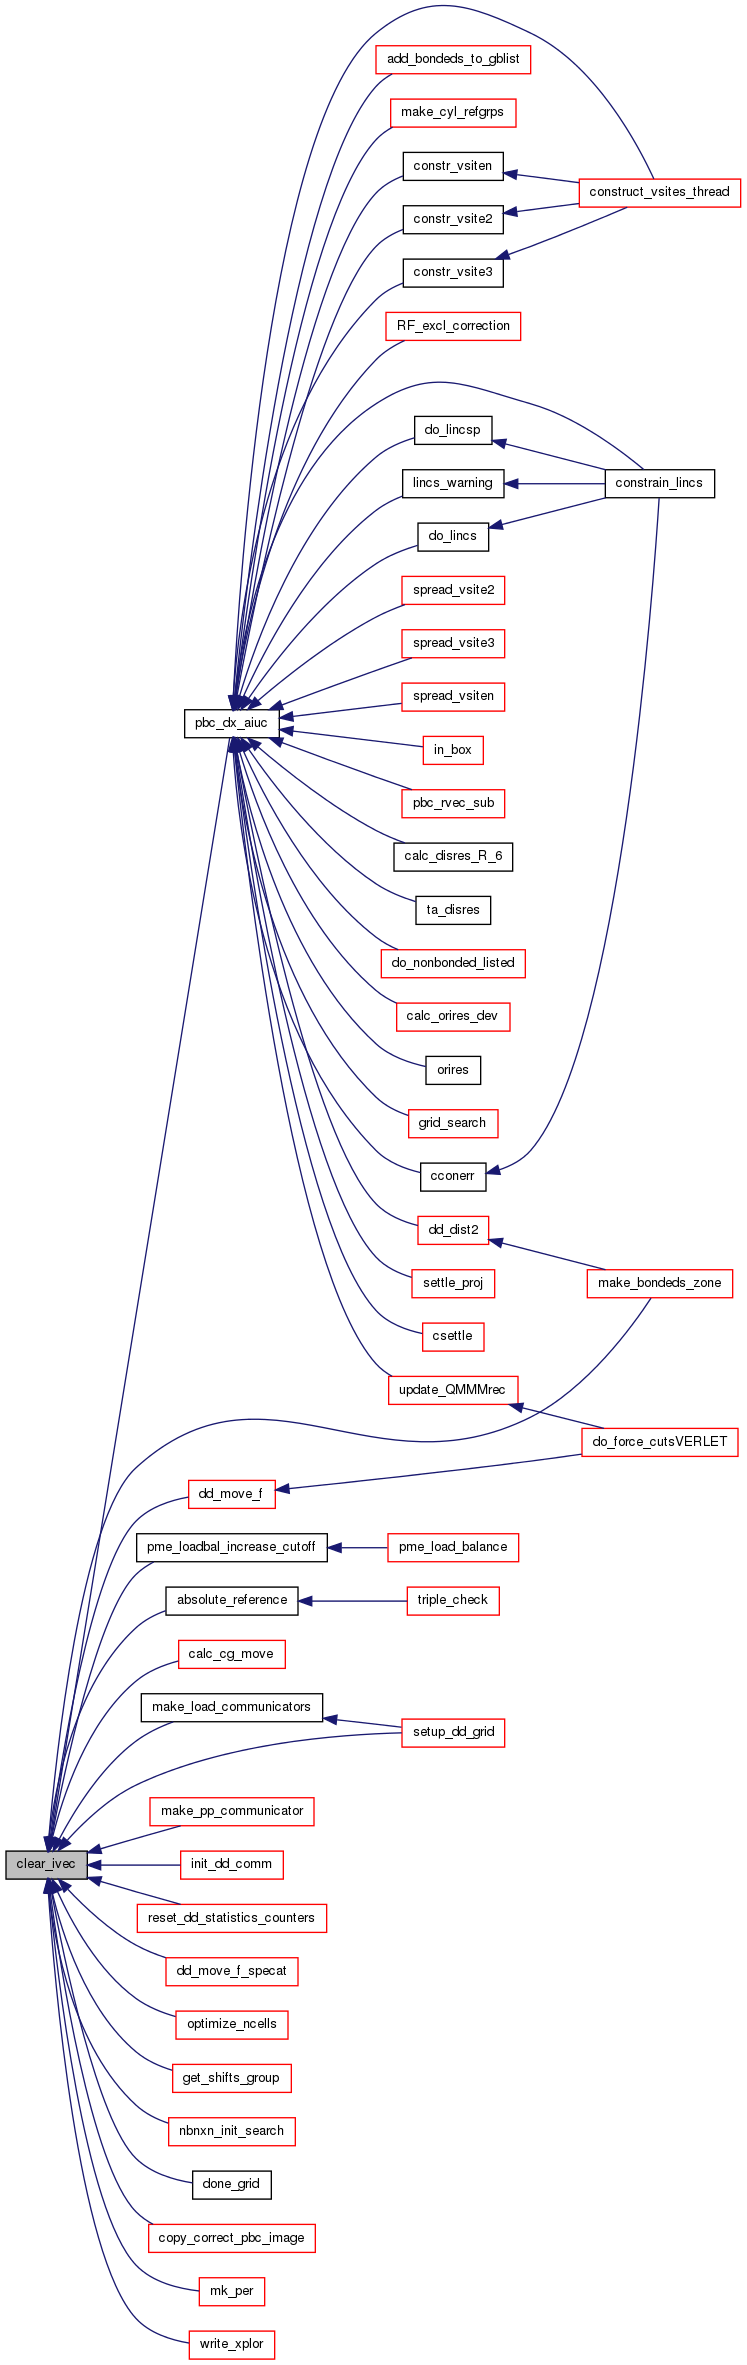 add_bondeds_to_gblist
make_cyl_refgrps
constr_vsiten
construct_vsites_thread
constr_vsite2
constr_vsite3
RF_excl_correction
do_lincsp
lincs_warning
constrain_lincs
do_lincs
spread_vsite2
spread_vsite3
spread_vsiten
pbc_dx_aiuc
in_box
pbc_rvec_sub
calc_disres_R_6
ta_disres
do_nonbonded_listed
calc_orires_dev
orires
grid_search
cconerr
dd_dist2
settle_proj
make_bondeds_zone
csettle
update_QMMMrec
do_force_cutsVERLET
dd_move_f
pme_loadbal_increase_cutoff
pme_load_balance
absolute_reference
triple_check
calc_cg_move
make_load_communicators
setup_dd_grid
make_pp_communicator
clear_ivec
init_dd_comm
reset_dd_statistics_counters
dd_move_f_specat
optimize_ncells
get_shifts_group
nbnxn_init_search
done_grid
copy_correct_pbc_image
mk_per
write_xplor